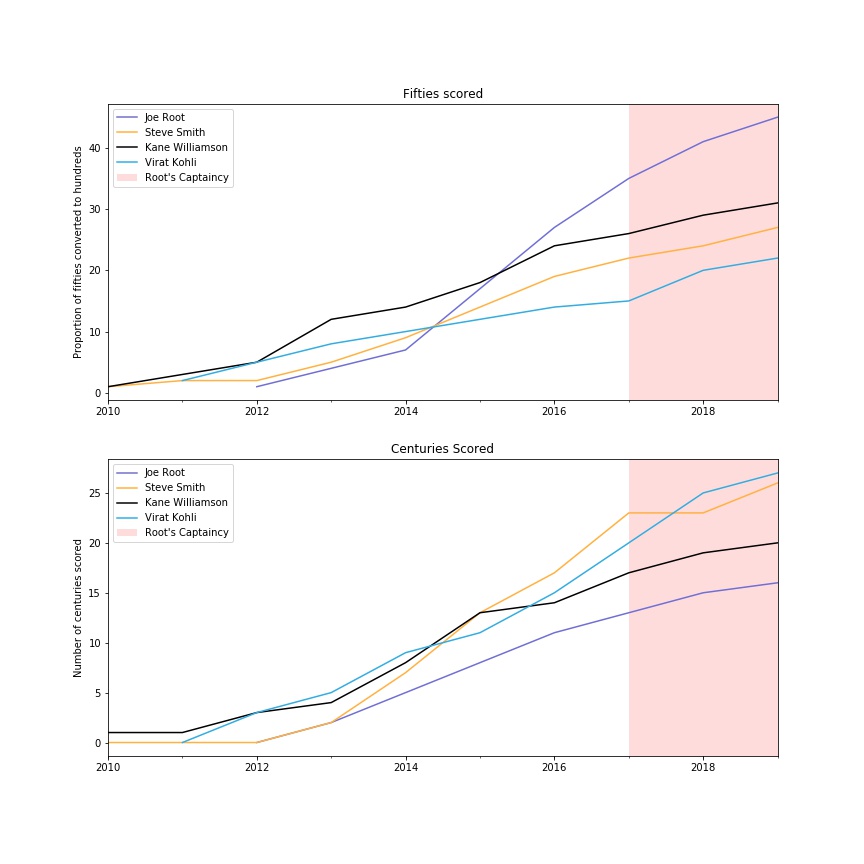 Fifties scored
Joe Root
Steve Smith
Kane Williamson
Virat Kohli
Root's Captaincy
Proportion of fifties converted to hundreds
40
30
20
10
0
2010 2012 2014 2016 2018
Centuries Scored
Joe Root
Steve Smith
Kane Williamson
Virat Kohli
Root's Captaincy
Number of centuries scored
25
20
15
10
5
0
2010 2012 2014 2016 2018